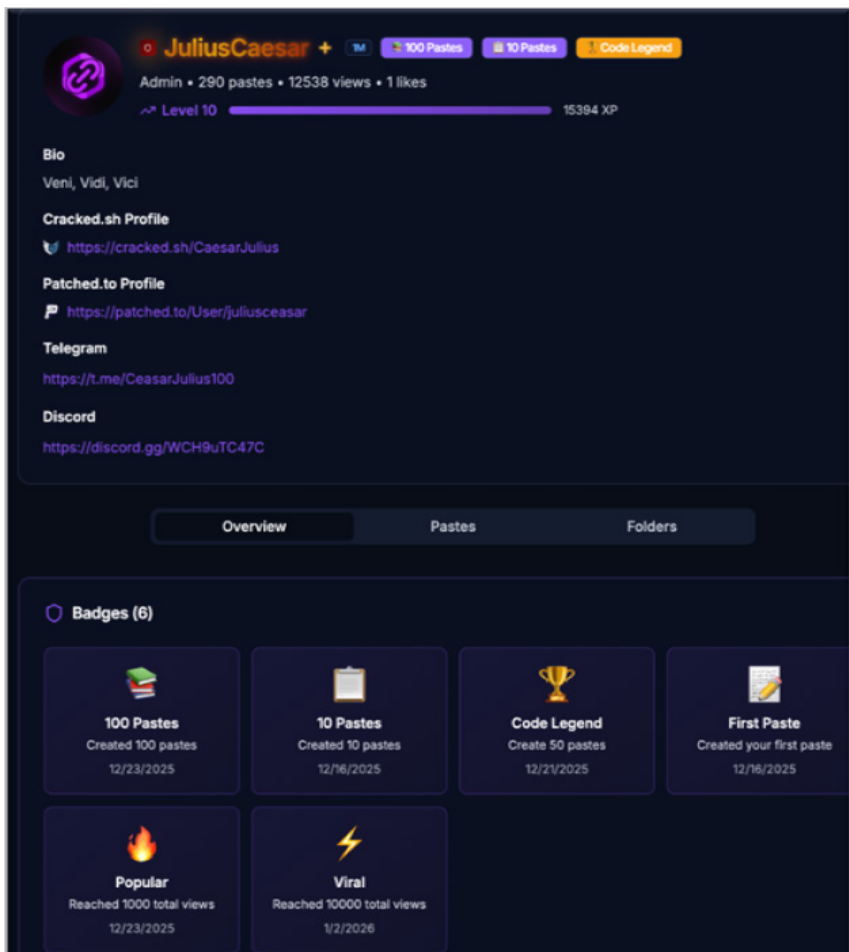 JuliusCaesar + 1M 100 Pastes 10 Pastes Code Legend
Admin • 290 pastes • 12538 views • 1 likes
Level 10 15394 XP
Bio
Veni, Vidi, Vici
Cracked.sh Profile
https://cracked.sh/CaesarJulius
Patched.to Profile
https://patched.to/User/juliusceasar
Telegram
https://t.me/CeasarJulius100
Discord
https://discord.gg/WCH9uTC47C
Overview Pastes Folders
Badges (6)
100 Pastes
Created 100 pastes
12/23/2025
10 Pastes
Created 10 pastes
12/16/2025
Code Legend
Create 50 pastes
12/21/2025
First Paste
Created your first paste
12/16/2025
Popular
Reached 1000 total views
12/23/2025
Viral
Reached 10000 total views
1/2/2026